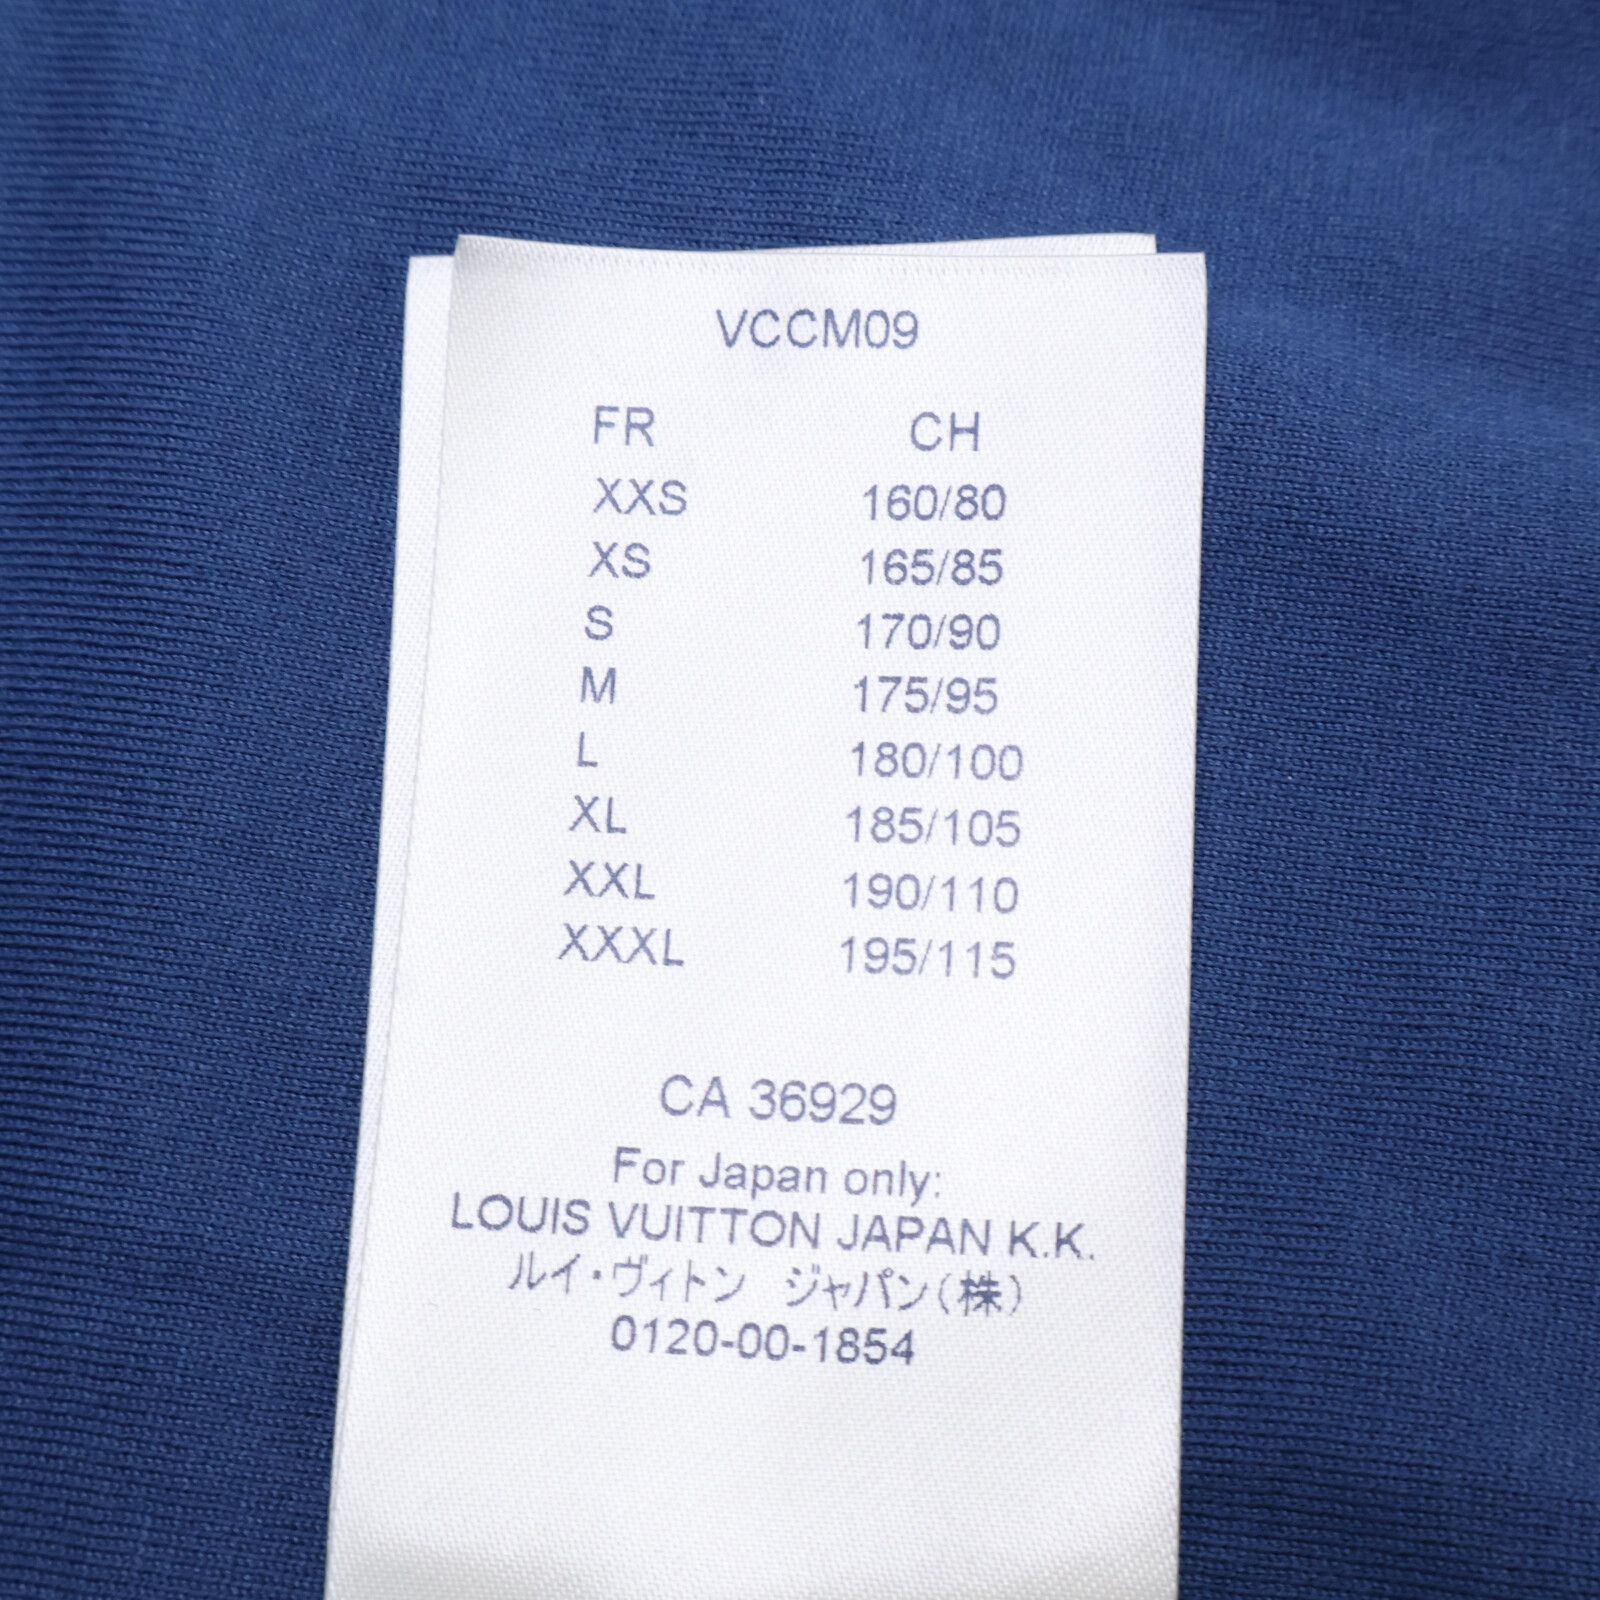 VCCM09
FR CH
XXS 160/80
XS 165/85
S 170/90
M 175/95
L 180/100
XL 185/105
XXL 190/110
XXXL 195/115
CA 36929
For Japan only:
LOUIS VUITTON JAPAN K.K.
ルイ・ヴィトン ジャパン(株)
0120-00-1854